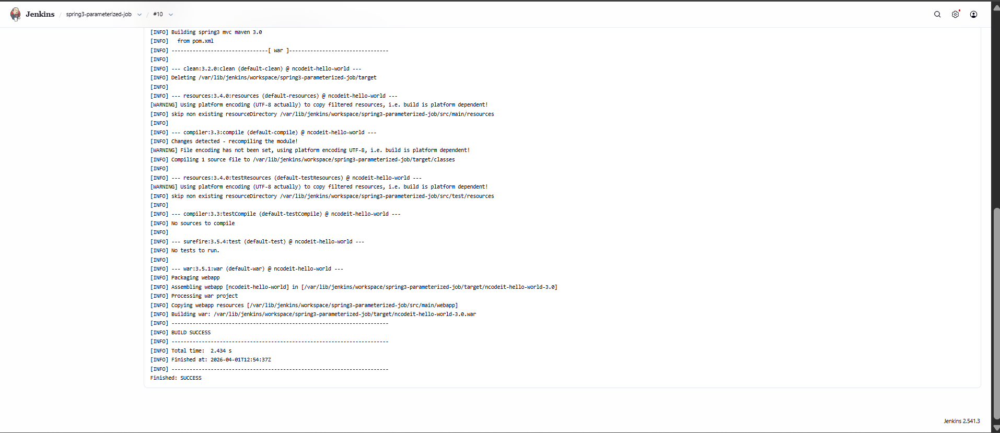 Jenkins / spring3-parameterized-job / #10
[INFO] Building spring3 mvc maven 3.0
[INFO]   from pom.xml
[INFO] --------------------------------[ war ]---------------------------------
[INFO]
[INFO] --- clean:3.2.0:clean (default-clean) @ ncodeit-hello-world ---
[INFO] Deleting /var/lib/jenkins/workspace/spring3-parameterized-job/target
[INFO]
[INFO] --- resources:3.4.0:resources (default-resources) @ ncodeit-hello-world ---
[WARNING] Using platform encoding (UTF-8 actually) to copy filtered resources, i.e. build is platform dependent!
[INFO] skip non existing resourceDirectory /var/lib/jenkins/workspace/spring3-parameterized-job/src/main/resources
[INFO]
[INFO] --- compiler:3.3:compile (default-compile) @ ncodeit-hello-world ---
[INFO] Changes detected - recompiling the module!
[WARNING] File encoding has not been set, using platform encoding UTF-8, i.e. build is platform dependent!
[INFO] Compiling 1 source file to /var/lib/jenkins/workspace/spring3-parameterized-job/target/classes
[INFO]
[INFO] --- resources:3.4.0:testResources (default-testResources) @ ncodeit-hello-world ---
[WARNING] Using platform encoding (UTF-8 actually) to copy filtered resources, i.e. build is platform dependent!
[INFO] skip non existing resourceDirectory /var/lib/jenkins/workspace/spring3-parameterized-job/src/test/resources
[INFO]
[INFO] --- compiler:3.3:testCompile (default-testCompile) @ ncodeit-hello-world ---
[INFO] No sources to compile
[INFO]
[INFO] --- surefire:3.5.4:test (default-test) @ ncodeit-hello-world ---
[INFO] No tests to run.
[INFO]
[INFO] --- war:3.5.1:war (default-war) @ ncodeit-hello-world ---
[INFO] Packaging webapp
[INFO] Assembling webapp [ncodeit-hello-world] in [/var/lib/jenkins/workspace/spring3-parameterized-job/target/ncodeit-hello-world-3.0]
[INFO] Processing war project
[INFO] Copying webapp resources [/var/lib/jenkins/workspace/spring3-parameterized-job/src/main/webapp]
[INFO] Building war: /var/lib/jenkins/workspace/spring3-parameterized-job/target/ncodeit-hello-world-3.0.war
[INFO] ------------------------------------------------------------------------
[INFO] BUILD SUCCESS
[INFO] ------------------------------------------------------------------------
[INFO] Total time:  2.434 s
[INFO] Finished at: 2026-04-01T12:54:37Z
[INFO] ------------------------------------------------------------------------
Finished: SUCCESS
Jenkins 2.541.3